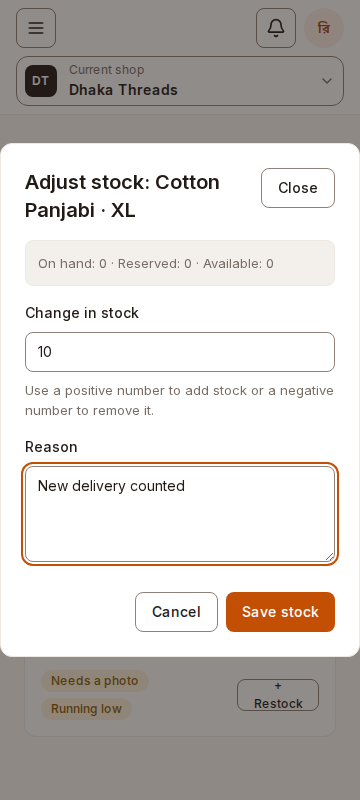 রি
DT
Current shop
Dhaka Threads
Adjust stock: Cotton
Panjabi · XL
Close
On hand: 0 · Reserved: 0 · Available: 0
Change in stock
10
Use a positive number to add stock or a negative
number to remove it.
Reason
New delivery counted
Cancel
Save stock
Needs a photo
Running low
+
Restock